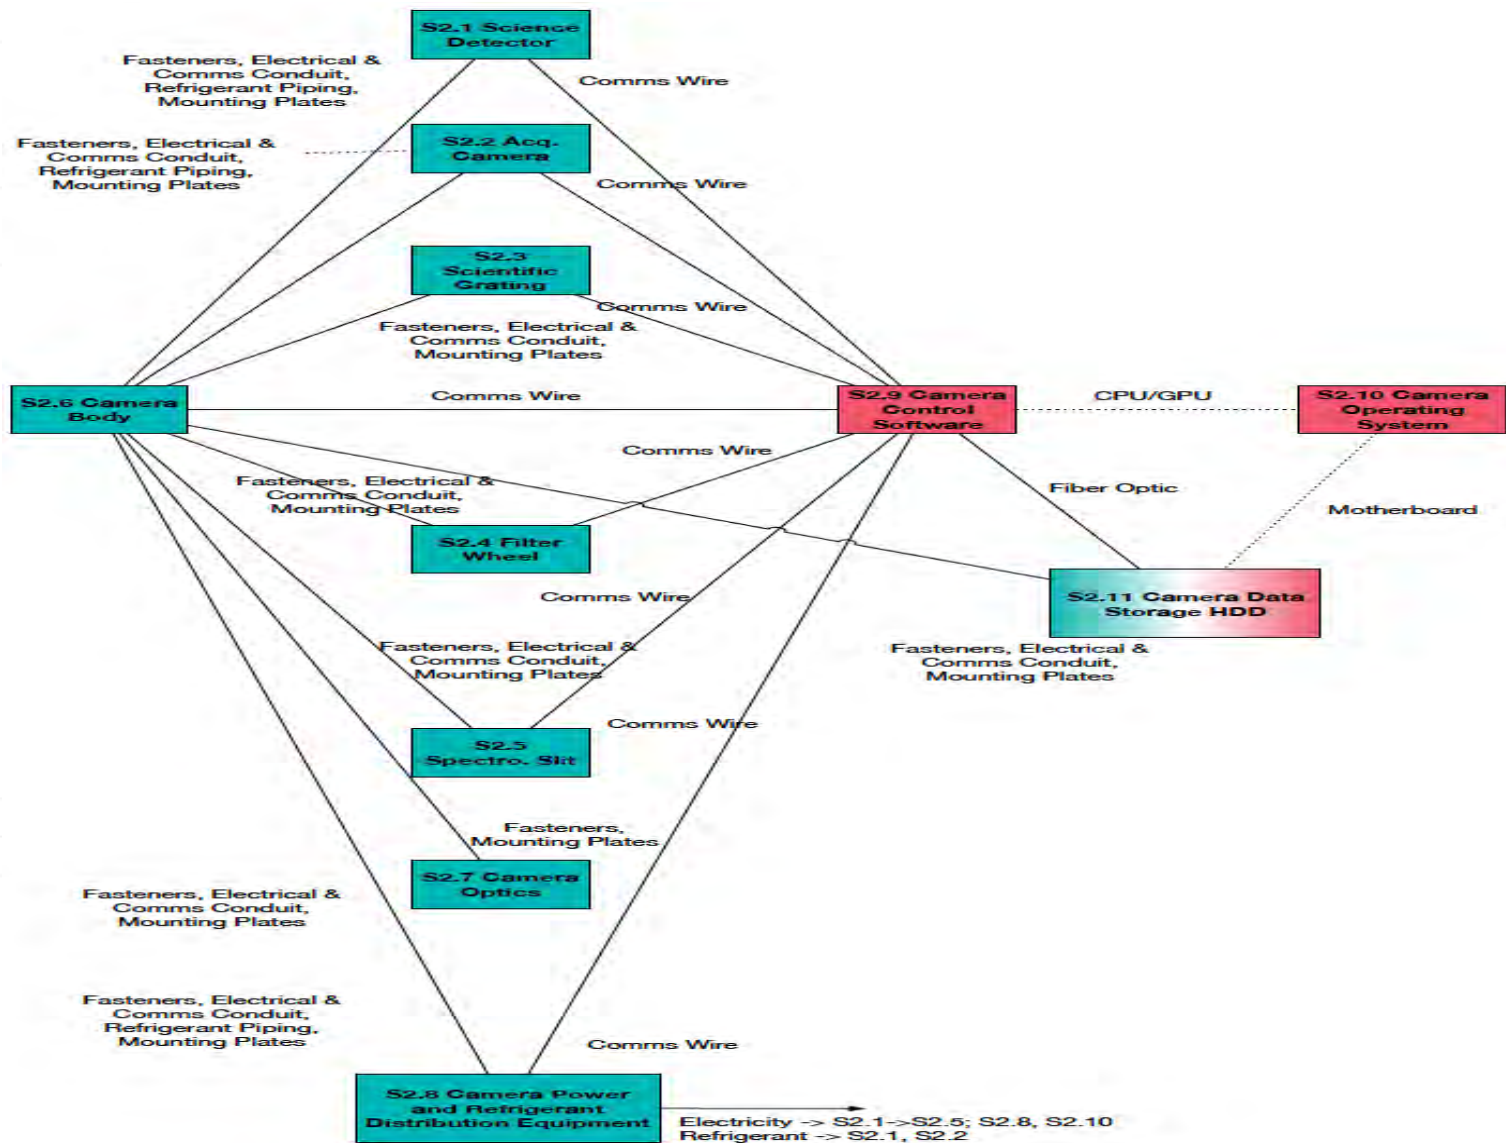 S2.1 Science
Detector
Fasteners, Electrical &
Comms Conduit,
Refrigerant Piping,
Mounting Plates
Comms Wire
Fasteners, Electrical &
Comms Conduit,
Refrigerant Piping,
Mounting Plates
S2.2 Acq.
Camera
Comms Wire
S2.3
Scientific
Grating
Comms Wire
Fasteners, Electrical &
Comms Conduit,
Mounting Plates
S2.6 Camera
Body
Comms Wire
S2.9 Camera
Control
Software
CPU/GPU
S2.10 Camera
Operating
System
Comms Wire
Fasteners, Electrical &
Comms Conduit,
Mounting Plates
Fiber Optic
Motherboard
S2.4 Filter
Wheel
Comms Wire
S2.11 Camera Data
Storage HDD
Fasteners, Electrical &
Comms Conduit,
Mounting Plates
Fasteners, Electrical &
Comms Conduit,
Mounting Plates
Comms Wire
S2.5
Spectro. Slit
Fasteners,
Mounting Plates
S2.7 Camera
Optics
Fasteners, Electrical &
Comms Conduit,
Mounting Plates
Fasteners, Electrical &
Comms Conduit,
Refrigerant Piping,
Mounting Plates
Comms Wire
S2.8 Camera Power
and Refrigerant
Distribution Equipment
Electricity -> S2.1->S2.5; S2.8, S2.10
Refrigerant -> S2.1, S2.2